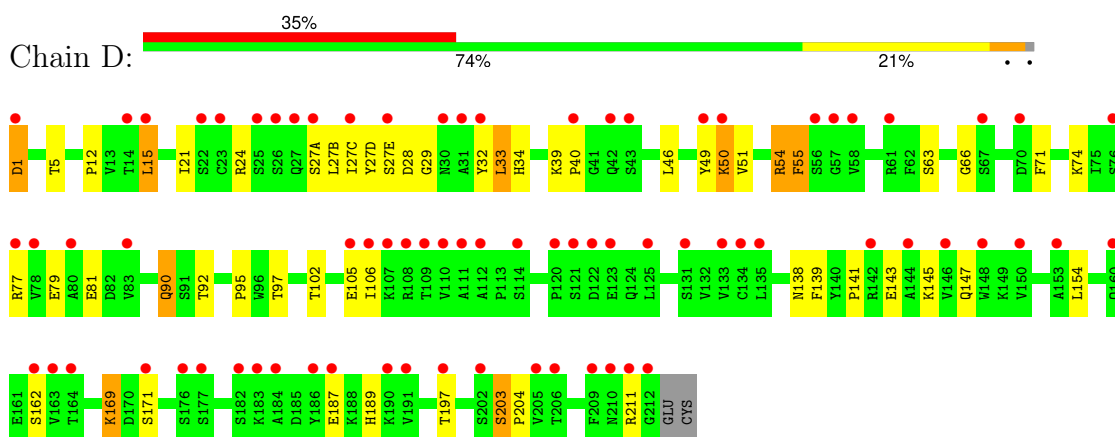 35%
Chain D:
74% 21% • •
D1 T5 P12 V13 T14 L15 I21 S22 C23 R24 S25 S26 Q27 S27A L27B I27C Y27D S27E D28 G29 N30 A31 Y32 L33 H34 K39 P40 G41 Q42 S43 L46 Y49 K50 V51 R54 F55 S56 G57 V58 R61 F62 S63 G66 S67 D70 F71 K74 I75 S76
R77 V78 E79 A80 E81 D82 V83 Q90 S91 T92 P95 W96 T97 T102 E105 I106 K107 R108 T109 V110 A111 A112 P113 S114 P120 S121 D122 E123 Q124 L125 S131 V132 V133 C134 L135 N138 F139 Y140 P141 R142 E143 A144 K145 V146 Q147 W148 K149 V150 A153 L154
E161 S162 V163 T164 K169 D170 S171 S176 S177 S182 K183 A184 D185 Y186 E187 K188 H189 K190 V191 T197 S202 S203 P204 V205 T206 F209 N210 R211 G212 GLU CYS